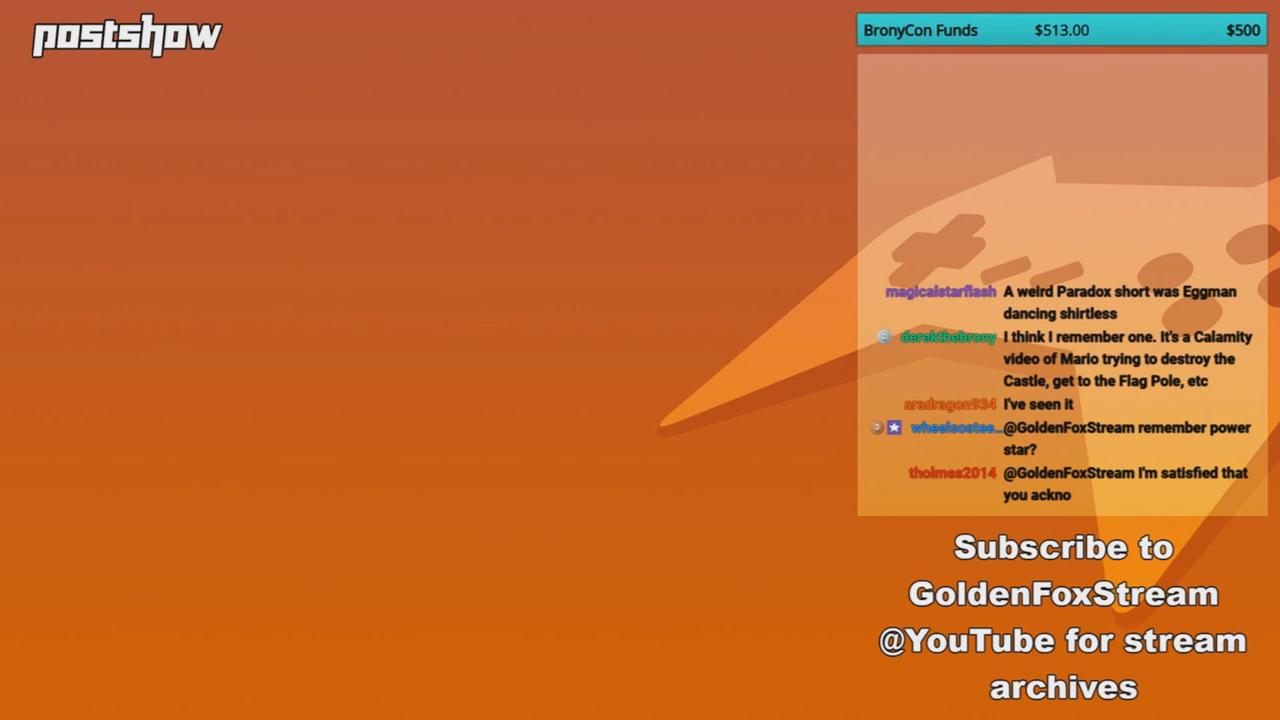 postshow
BronyCon Funds $513.00 $500
magicalstarflash A weird Paradox short was Eggman
dancing shirtless
derekthebrony I think I remember one. It's a Calamity
video of Mario trying to destroy the
Castle, get to the Flag Pole, etc
aradragon934 I've seen it
wheelsostee... @GoldenFoxStream remember power
star?
tholmes2014 @GoldenFoxStream I'm satisfied that
you ackno
Subscribe to
GoldenFoxStream
@YouTube for stream
archives